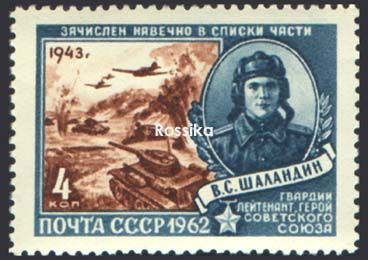 ЗАЧИСЛЕН НАВЕЧНО В СПИСКИ ЧАСТИ
1943г
Rossika
В.С. ШАЛАНДИН
ГВАРДИИ
ЛЕЙТЕНАНТ, ГЕРОЙ
СОВЕТСКОГО
СОЮЗА
4
КОП
ПОЧТА СССР 1962